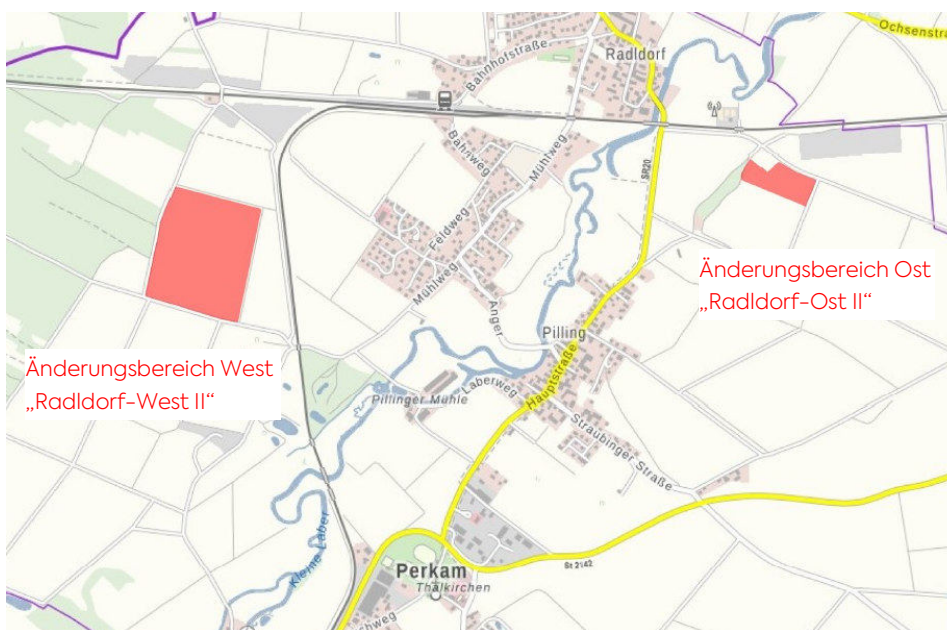 Ochsenstra
Radldorf
Bahnhofstraße
Bahnweg
Mühlweg
SR20
Feldweg
Mühlweg
Anger
Änderungsbereich Ost
„Radldorf-Ost II“
Pilling
Änderungsbereich West
„Radldorf-West II“
Hauptstraße
Laberweg
Pillinger Mühle
Straubinger Straße
Kleine Laber
St 2142
Perkam
Thalkirchen
chweg